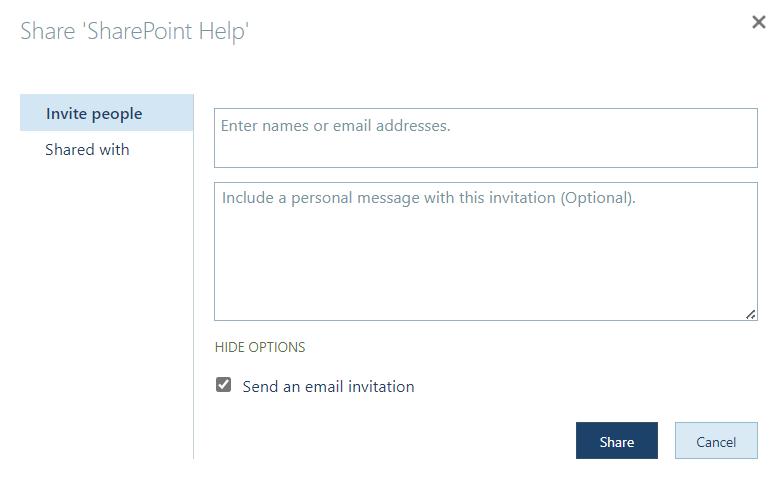 Share 'SharePoint Help'
Invite people
Shared with
Enter names or email addresses.
Include a personal message with this invitation (Optional).
HIDE OPTIONS
Send an email invitation
Share
Cancel